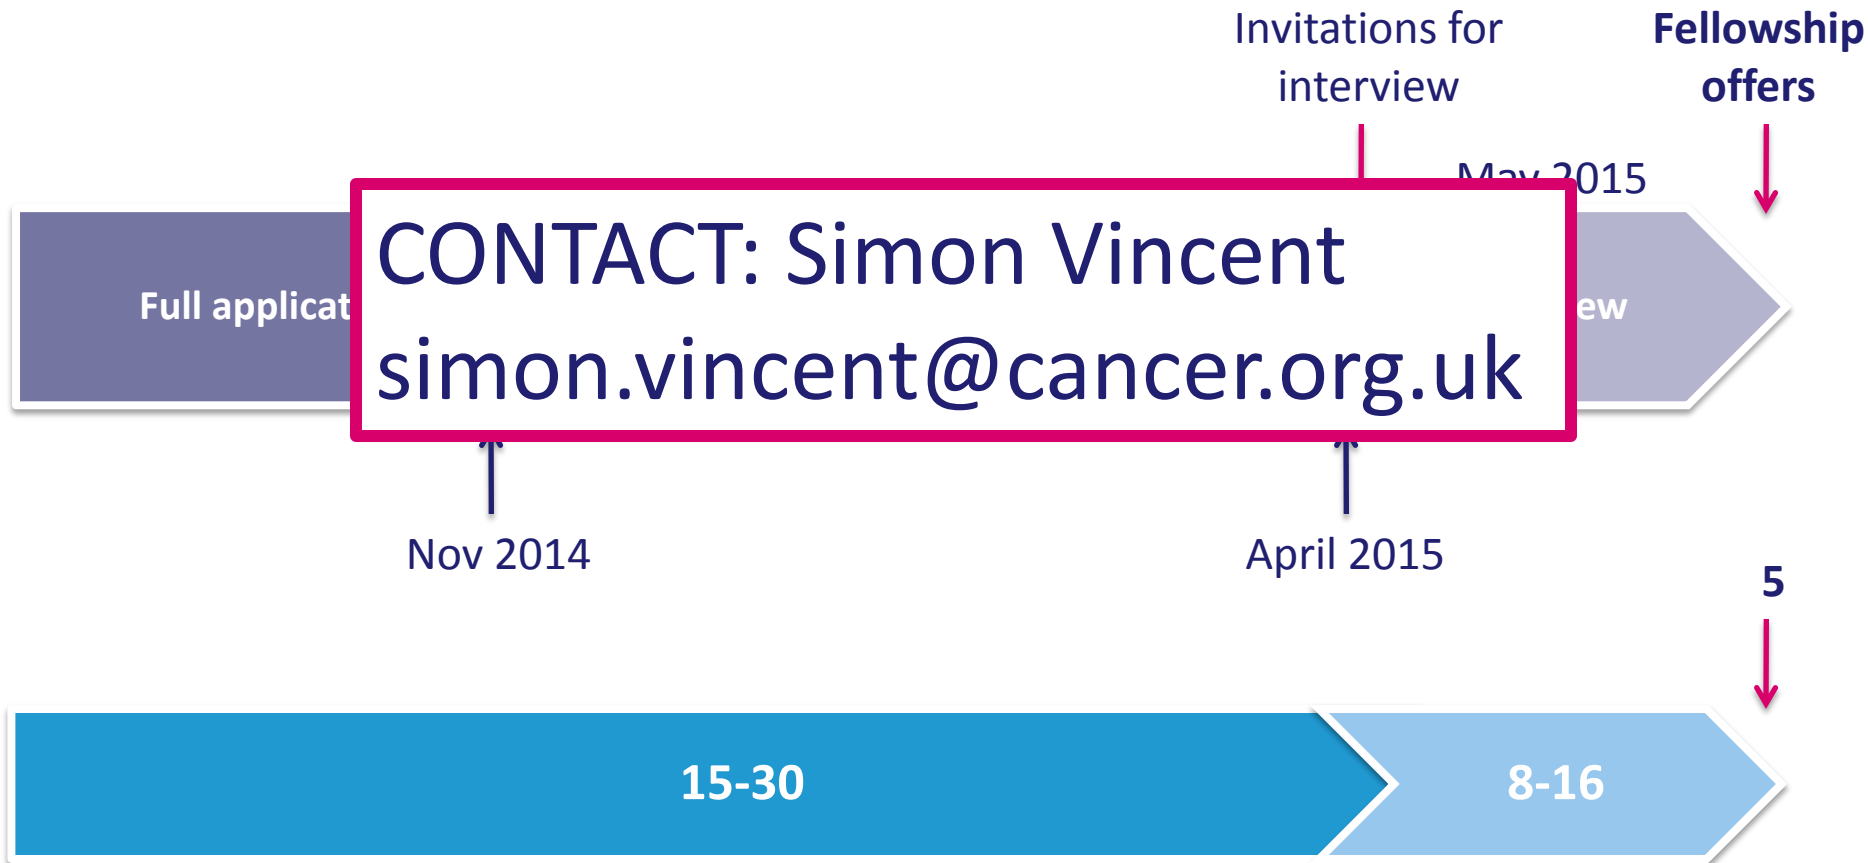 Invitations for
interview
Fellowship
offers
May 2015
Full applicat
CONTACT: Simon Vincent
simon.vincent@cancer.org.uk
ew
Nov 2014
April 2015
5
15-30
8-16